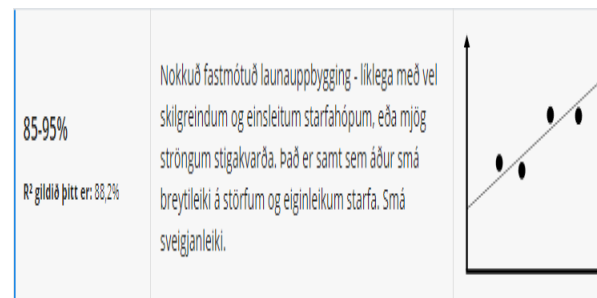 85-95%
R² gildið þitt er: 88,2%
Nokkuð fastmótuð launauppbygging - líklega með vel
skilgreindum og einsleitum starfahópum, eða mjög
ströngum stigakvarða. Það er samt sem áður smá
breytileiki á störfum og eiginleikum starfa. Smá
sveigjanleiki.